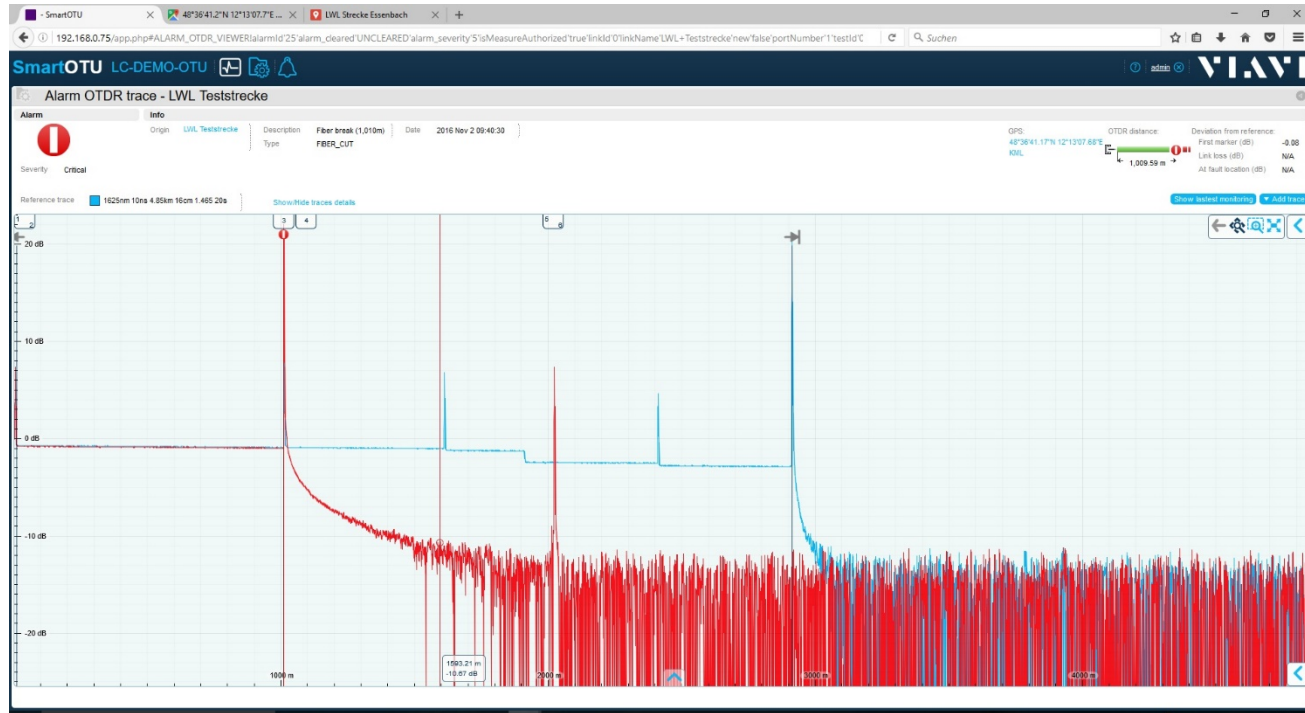 - SmartOTU
48°36'41.2"N 12°13'07.7"E ...
LWL Strecke Essenbach
192.168.0.75/app.php#ALARM_OTDR_VIEWER!alarmId'25'alarm_cleared'UNCLEARED'alarm_severity'5'isMeasureAuthorized'true'linkId'0'linkName'LWL+Teststrecke'new'false'portNumber'1'testId'0
Suchen
SmartOTU LC-DEMO-OTU
admin
VIAVI
Alarm OTDR trace - LWL Teststrecke
Alarm
Info
Origin LWL Teststrecke
Description Fiber break (1,010m)
Type FIBER_CUT
Date 2016 Nov 2 09:40:30
Severity Critical
GPS:
48°36'41.17"N 12°13'07.68"E
KML
OTDR distance:
1,009.59 m
Deviation from reference:
First marker (dB) -0.08
Link loss (dB) N/A
At fault location (dB) N/A
Reference trace 1625nm 10ns 4.85km 16cm 1.465 20s
Show/Hide traces details
Show lastest monitoring
Add trace
1 2
3 4
5 6
20 dB
10 dB
0 dB
-10 dB
-20 dB
1593.21 m
-10.67 dB
1000 m
2000 m
3000 m
4000 m